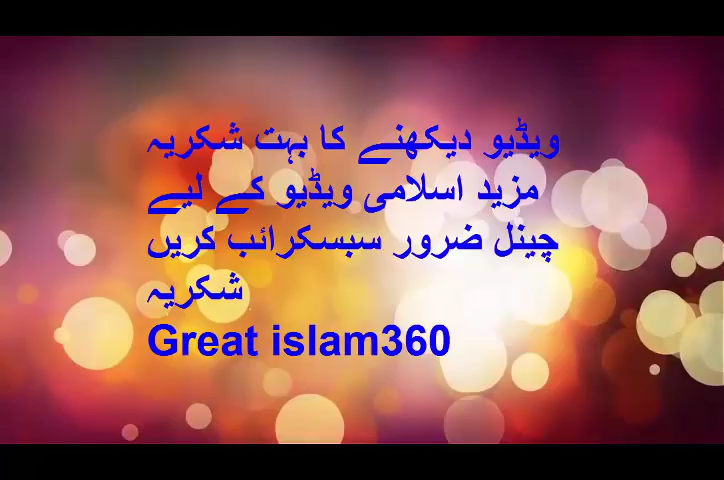 ویڈیو دیکھنے کا بہت شکریہ
مزید اسلامی ویڈیو کے لیے
چینل ضرور سبسکرائب کریں
شکریہ
Great islam360